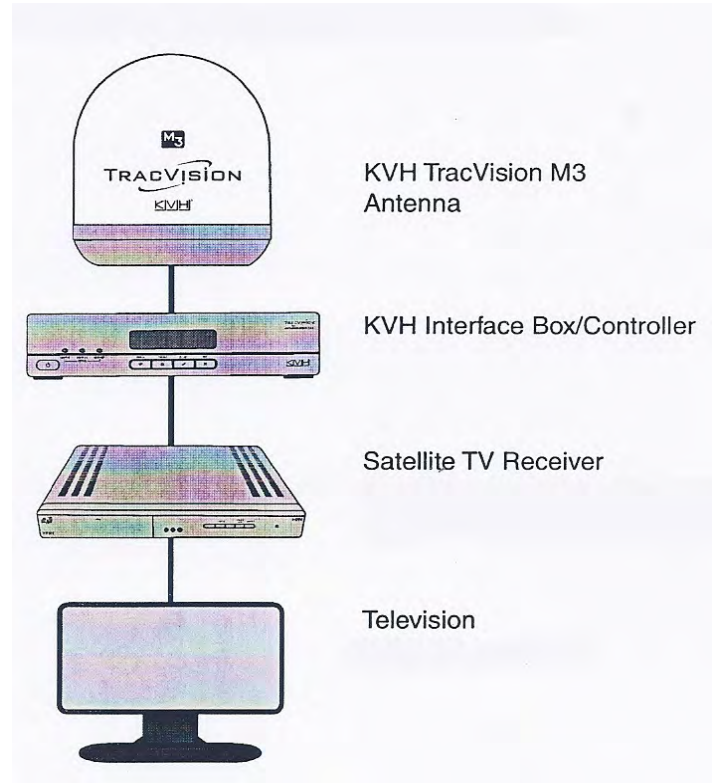 M3
TRACVISION
KVH
KVH TracVision M3
Antenna
KVH Interface Box/Controller
KVH
Satellite TV Receiver
Television